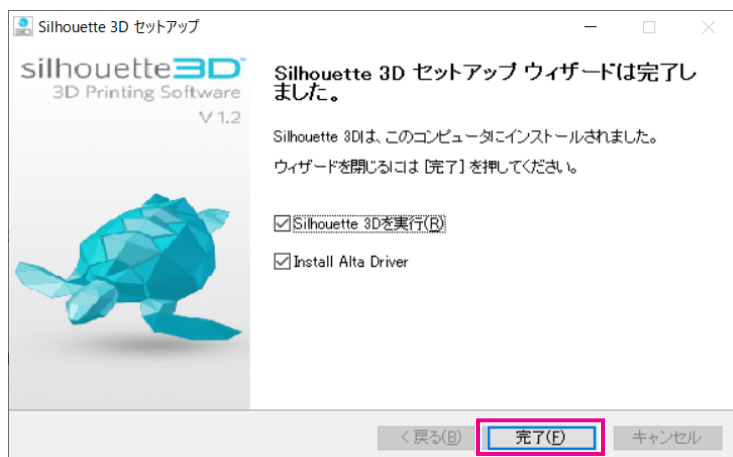 Silhouette 3D セットアップ
silhouette3D™
3D Printing Software
V 1.2
Silhouette 3D セットアップ ウィザードは完了し
ました。
Silhouette 3Dは、このコンピュータにインストールされました。
ウィザードを閉じるには [完了] を押してください。
Silhouette 3Dを実行(R)
Install Alta Driver
< 戻る(B)
完了(F)
キャンセル